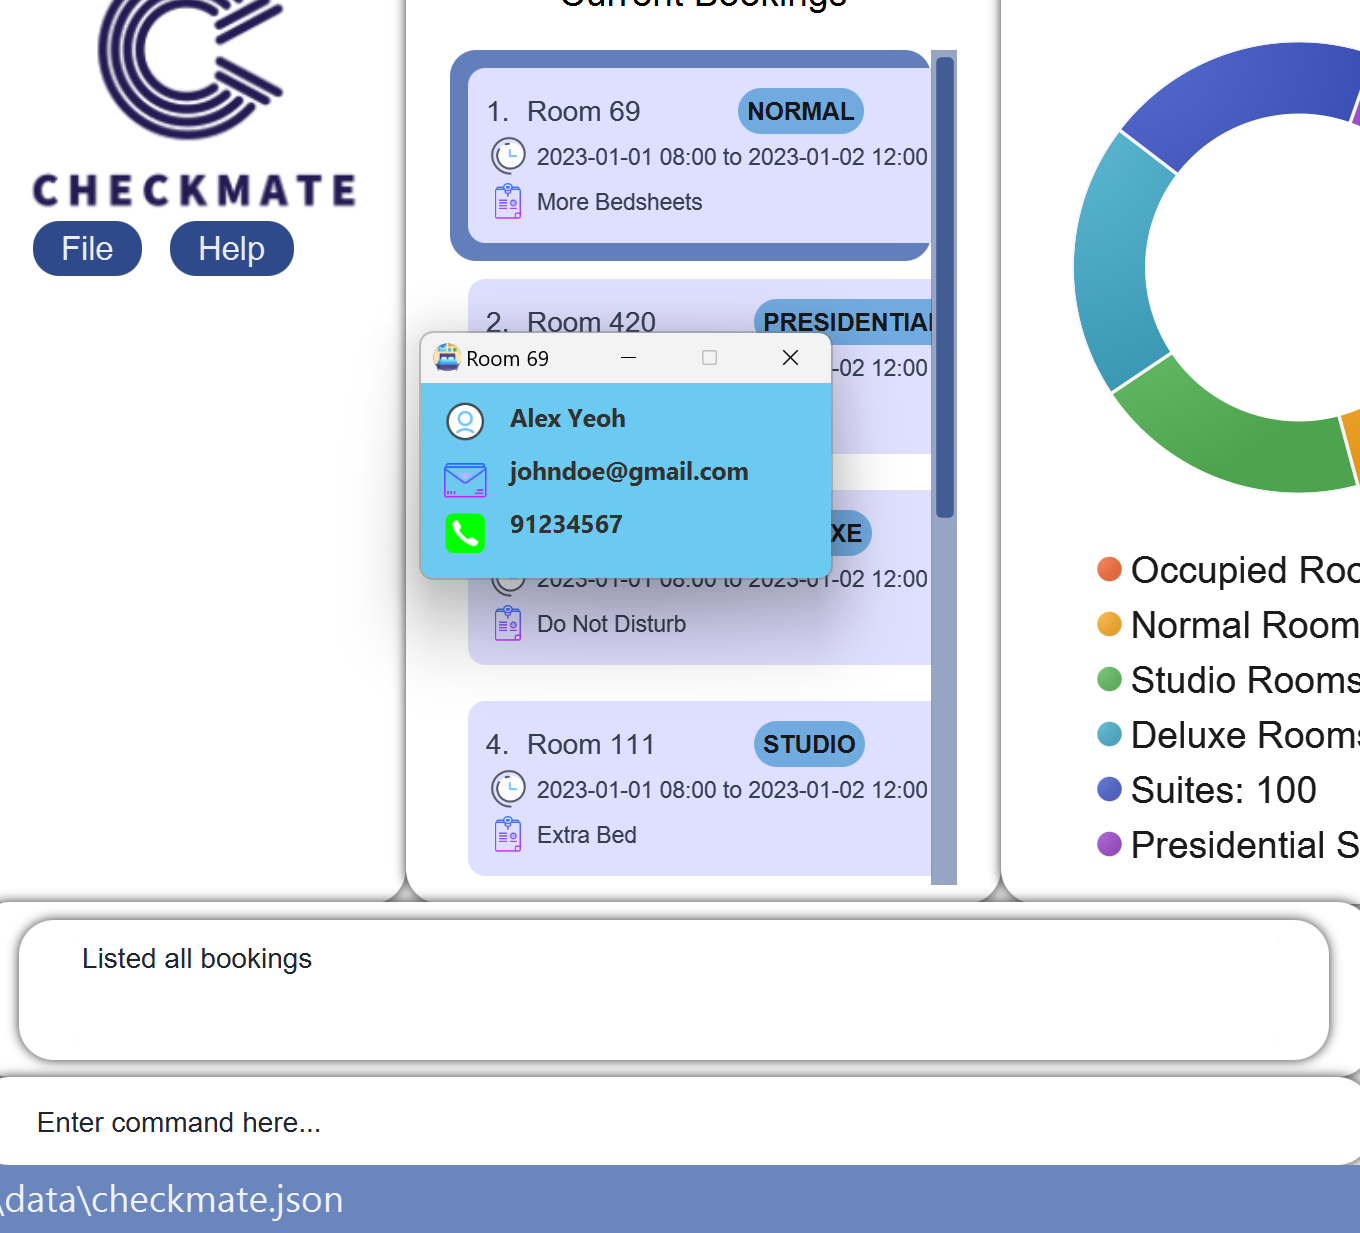 Current Bookings
CHECKMATE
File
Help
1. Room 69
NORMAL
2023-01-01 08:00 to 2023-01-02 12:00
More Bedsheets
2. Room 420
PRESIDENTIAL
-02 12:00
Room 69
Alex Yeoh
johndoe@gmail.com
91234567
XE
2023-01-01 08:00 to 2023-01-02 12:00
Do Not Disturb
4. Room 111
STUDIO
2023-01-01 08:00 to 2023-01-02 12:00
Extra Bed
Occupied Roo
Normal Room
Studio Rooms
Deluxe Rooms
Suites: 100
Presidential S
Listed all bookings
Enter command here...
\data\checkmate.json